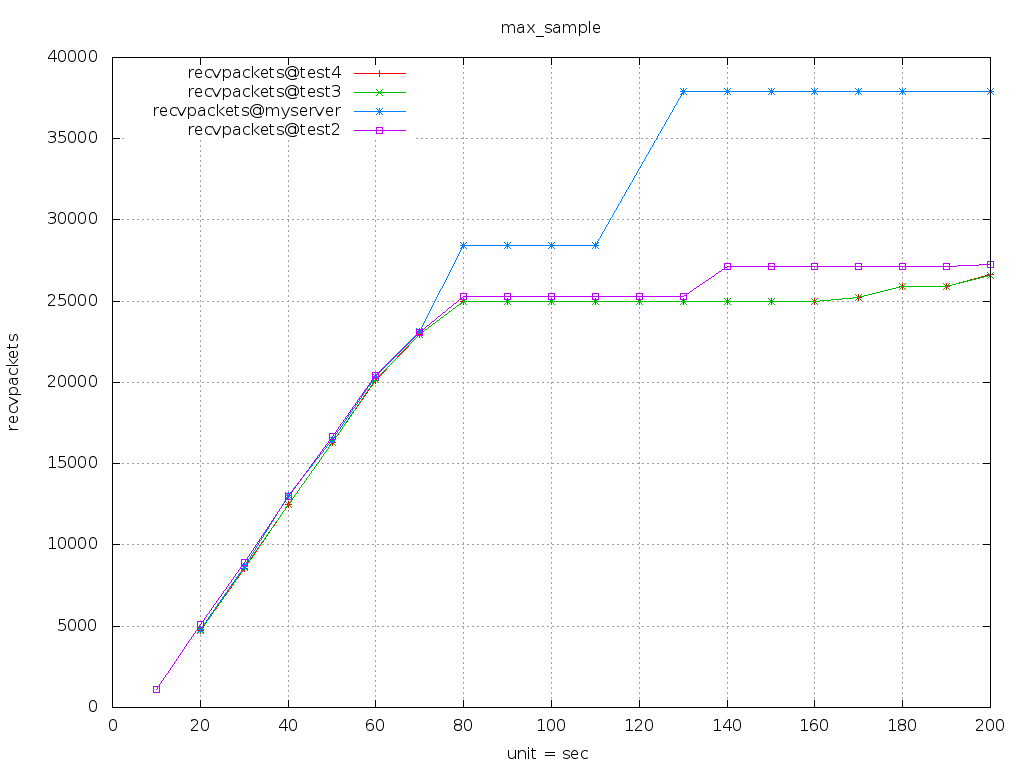 max_sample
recvpackets@test4
recvpackets@test3
recvpackets@myserver
recvpackets@test2
40000
35000
30000
25000
20000
15000
10000
5000
0
recvpackets
0 20 40 60 80 100 120 140 160 180 200
unit = sec